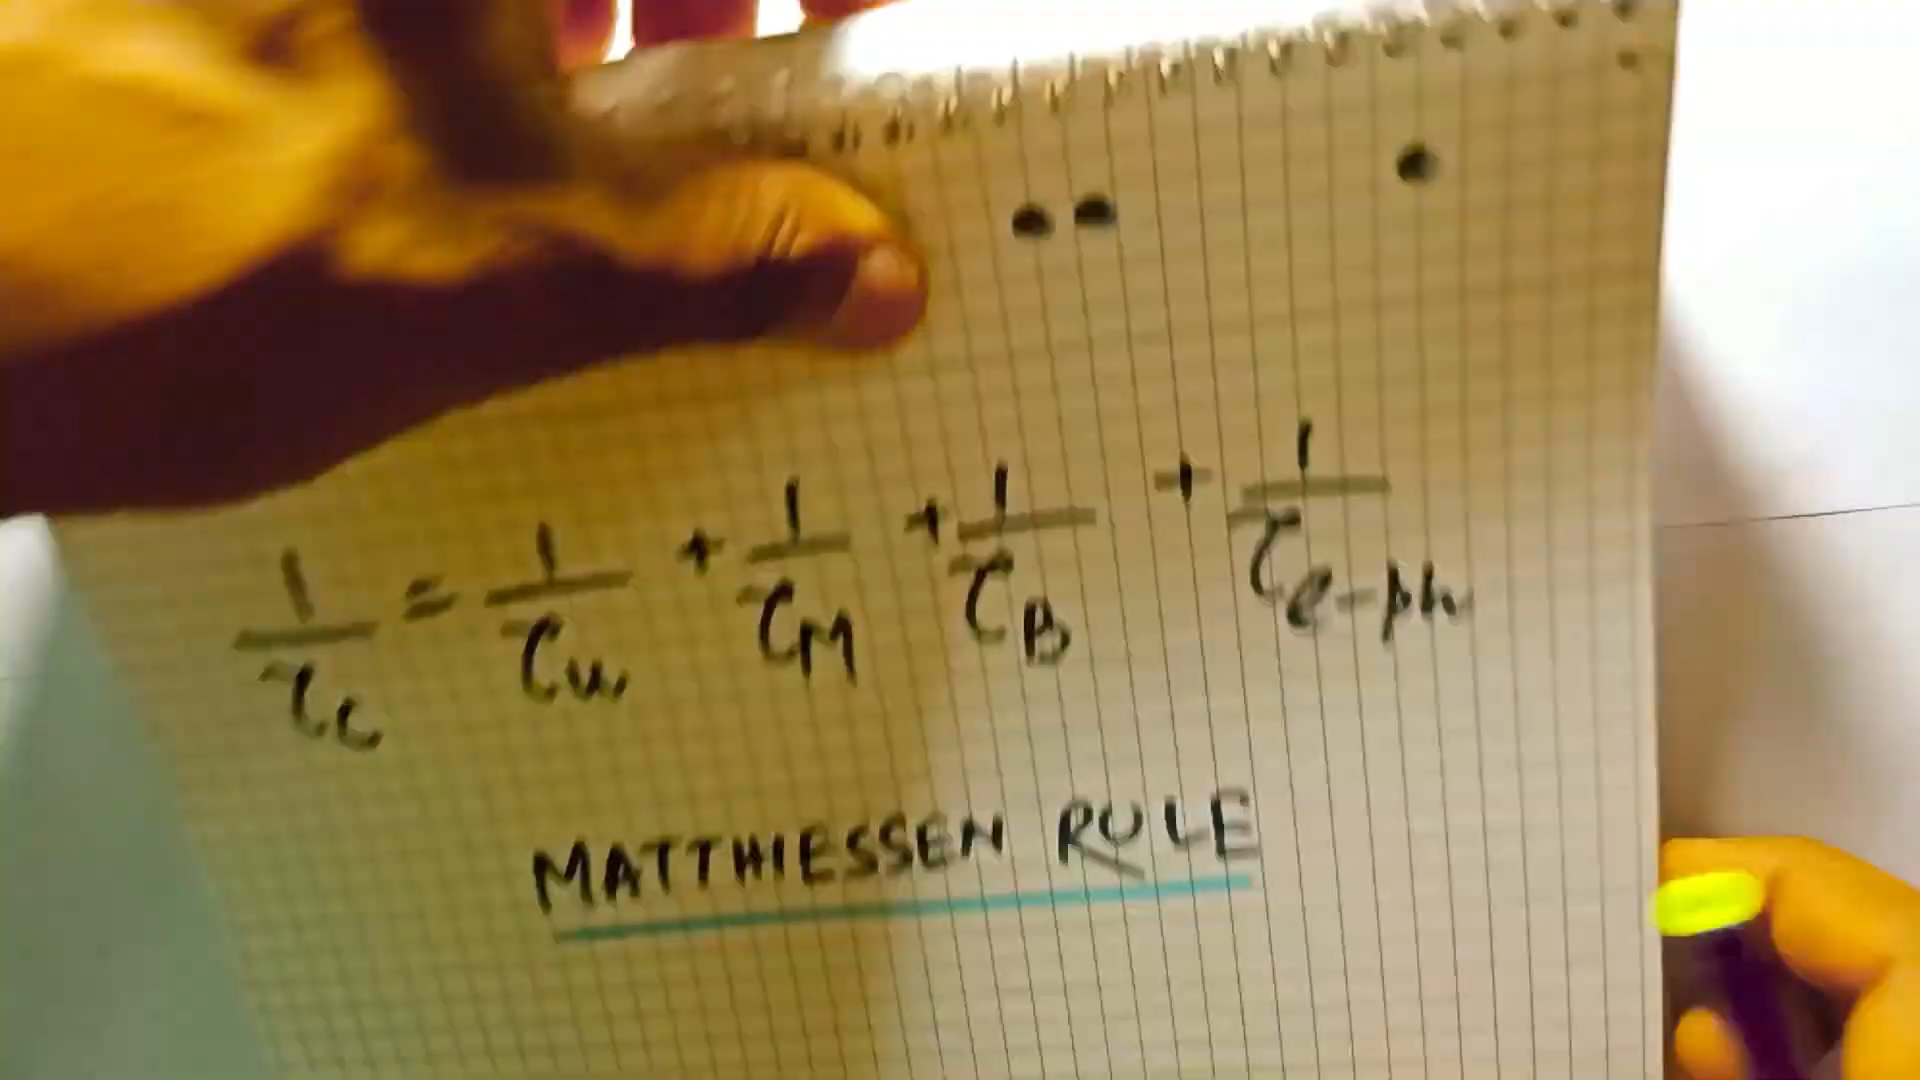 1/τc = 1/τu + 1/τM + 1/τB + 1/τe-ph
MATTHIESSEN RULE